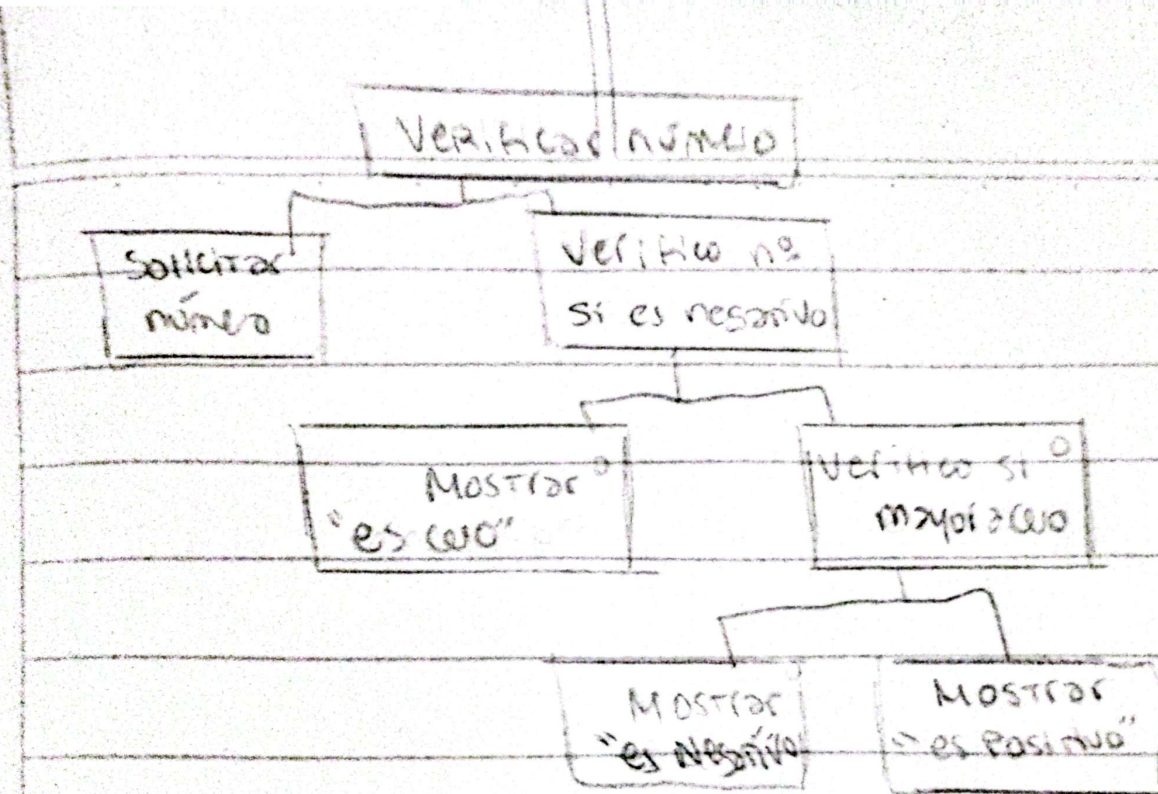 Verificar número
Solicitar
número
Verifico nº
si es negativo
Mostrar
"es cero"
Verifico si
mayor a cero
Mostrar
"es Negativo
Mostrar
"es Positivo"